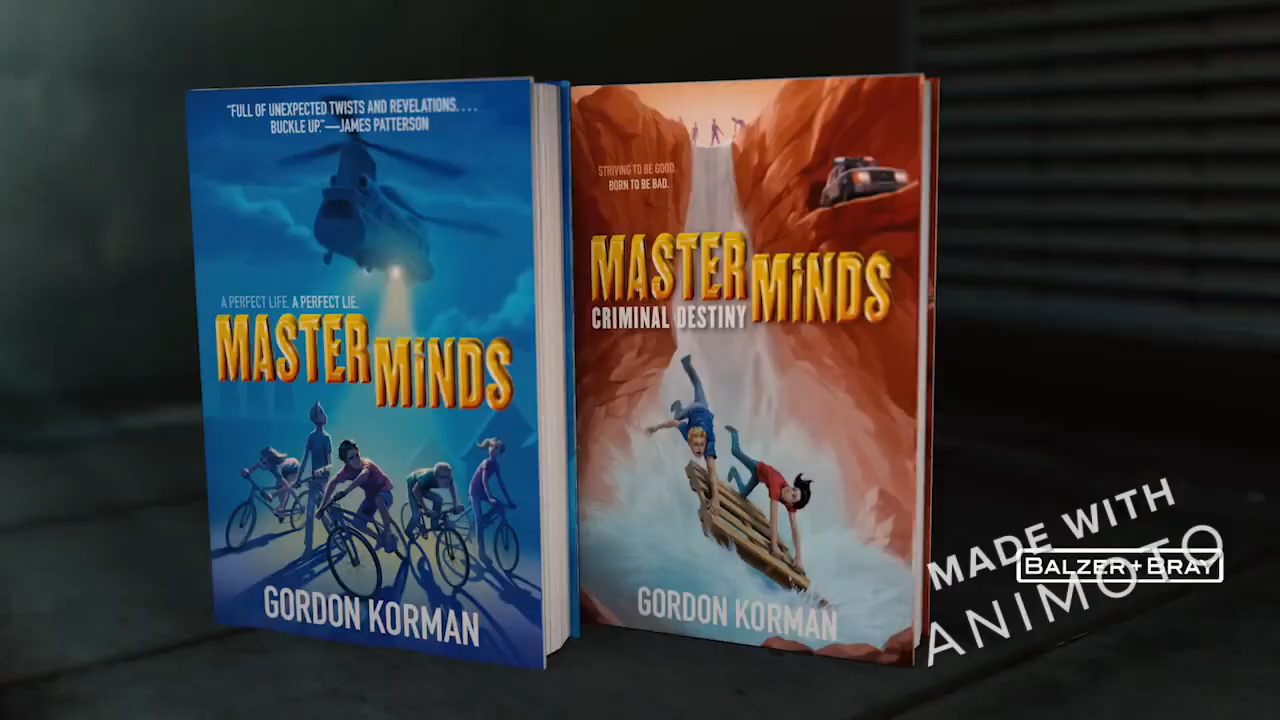 "FULL OF UNEXPECTED TWISTS AND REVELATIONS....
BUCKLE UP."—JAMES PATTERSON
A PERFECT LIFE. A PERFECT LIE.
MASTER MiNDS
GORDON KORMAN
STRIVING TO BE GOOD.
BORN TO BE BAD.
MASTER MiNDS
CRIMINAL DESTINY
GORDON KORMAN
MADE WITH
ANIMOTO
BALZER+BRAY